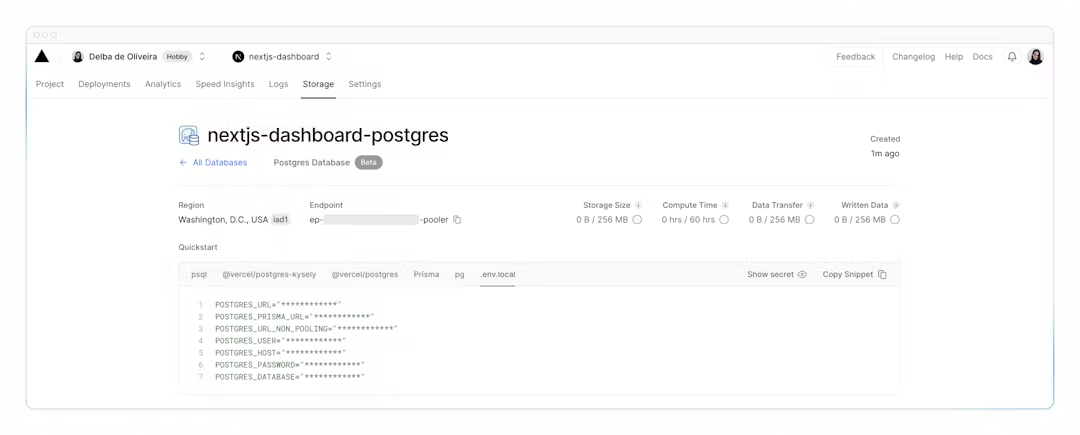 Delba de Oliveira Hobby nextjs-dashboard Feedback Changelog Help Docs
Project Deployments Analytics Speed Insights Logs Storage Settings
nextjs-dashboard-postgres
Created
← All Databases Postgres Database Beta
1m ago
Region Endpoint Storage Size Compute Time Data Transfer Written Data
Washington, D.C., USA iad1 ep- -pooler 0 B / 256 MB 0 hrs / 60 hrs 0 B / 256 MB 0 B / 256 MB
Quickstart
psql @vercel/postgres-kysely @vercel/postgres Prisma pg .env.local Show secret Copy Snippet
1 POSTGRES_URL="************"
2 POSTGRES_PRISMA_URL="************"
3 POSTGRES_URL_NON_POOLING="************"
4 POSTGRES_USER="************"
5 POSTGRES_HOST="************"
6 POSTGRES_PASSWORD="************"
7 POSTGRES_DATABASE="************"